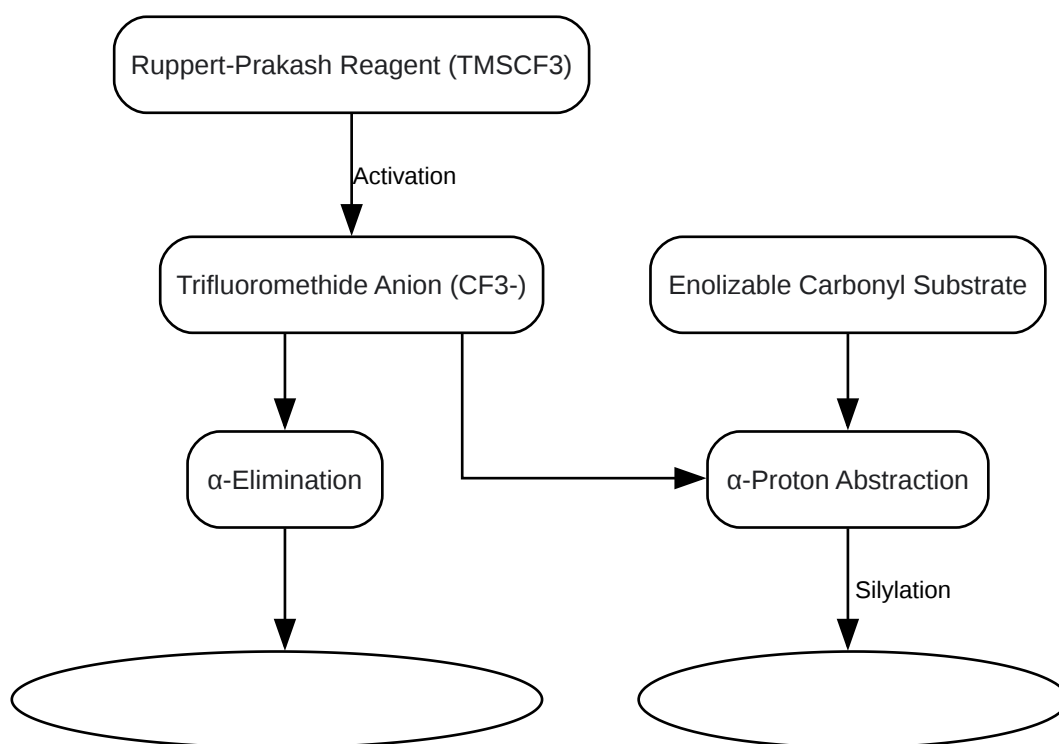 Ruppert-Prakash Reagent (TMSCF3)
Activation
Trifluoromethide Anion (CF3-)
Enolizable Carbonyl Substrate
α-Elimination
α-Proton Abstraction
Silylation